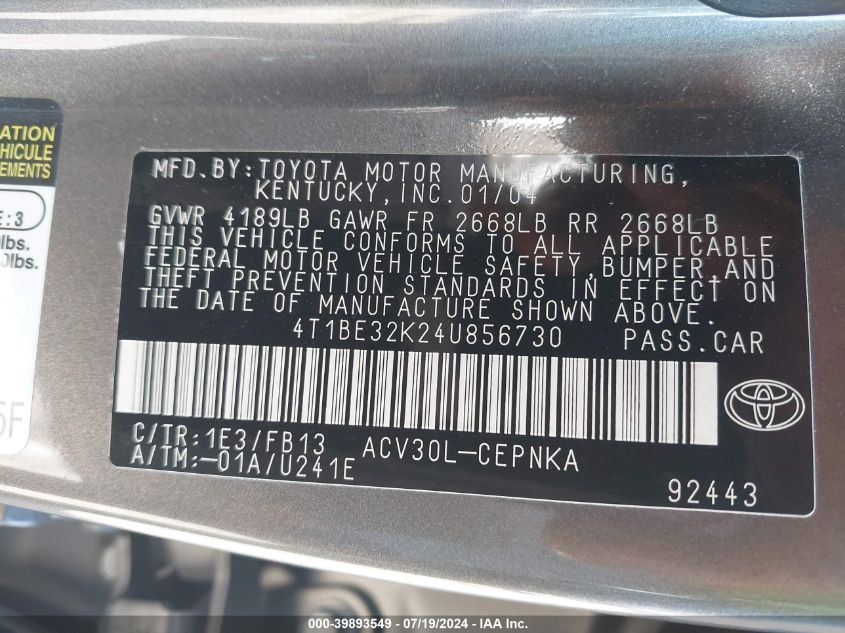 ATION
EHICULE
EMENTS
E:3
lbs.
0lbs.
5F
MFD.BY:TOYOTA MOTOR MANUFACTURING,
KENTUCKY,INC.01/04
GVWR 4189LB GAWR FR 2668LB RR 2668LB
THIS VEHICLE CONFORMS TO ALL APPLICABLE
FEDERAL MOTOR VEHICLE SAFETY,BUMPER,AND
THEFT PREVENTION STANDARDS IN EFFECT ON
THE DATE OF MANUFACTURE SHOWN ABOVE.
4T1BE32K24U856730 PASS.CAR
C/TR:1E3/FB13 ACV30L-CEPNKA
A/TM:-01A/U241E
92443
000-39893549 - 07/19/2024 - IAA Inc.